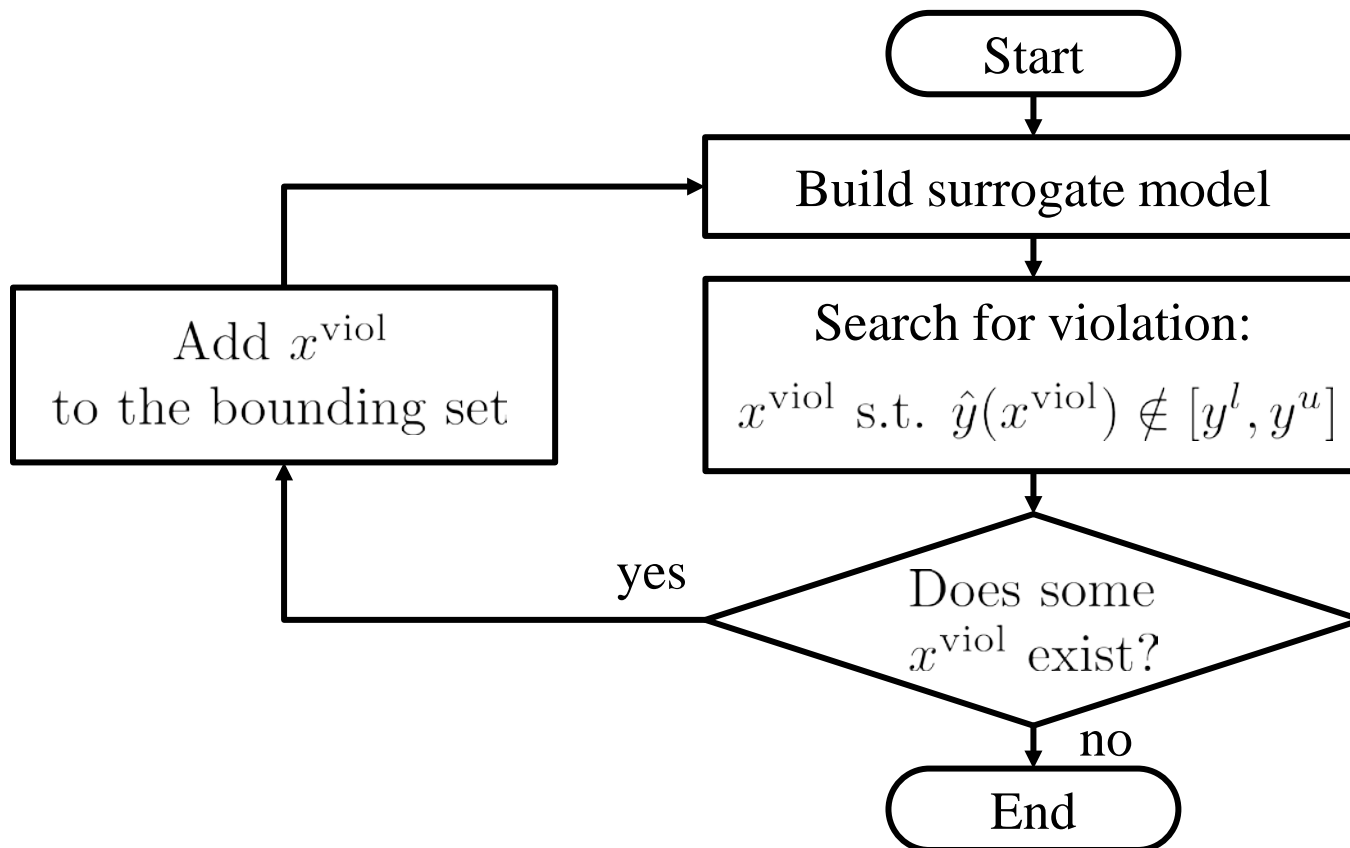 Start
Build surrogate model
Search for violation:
x^viol s.t. ŷ(x^viol) ∉ [y^l, y^u]
Add x^viol
to the bounding set
yes
Does some
x^viol exist?
no
End